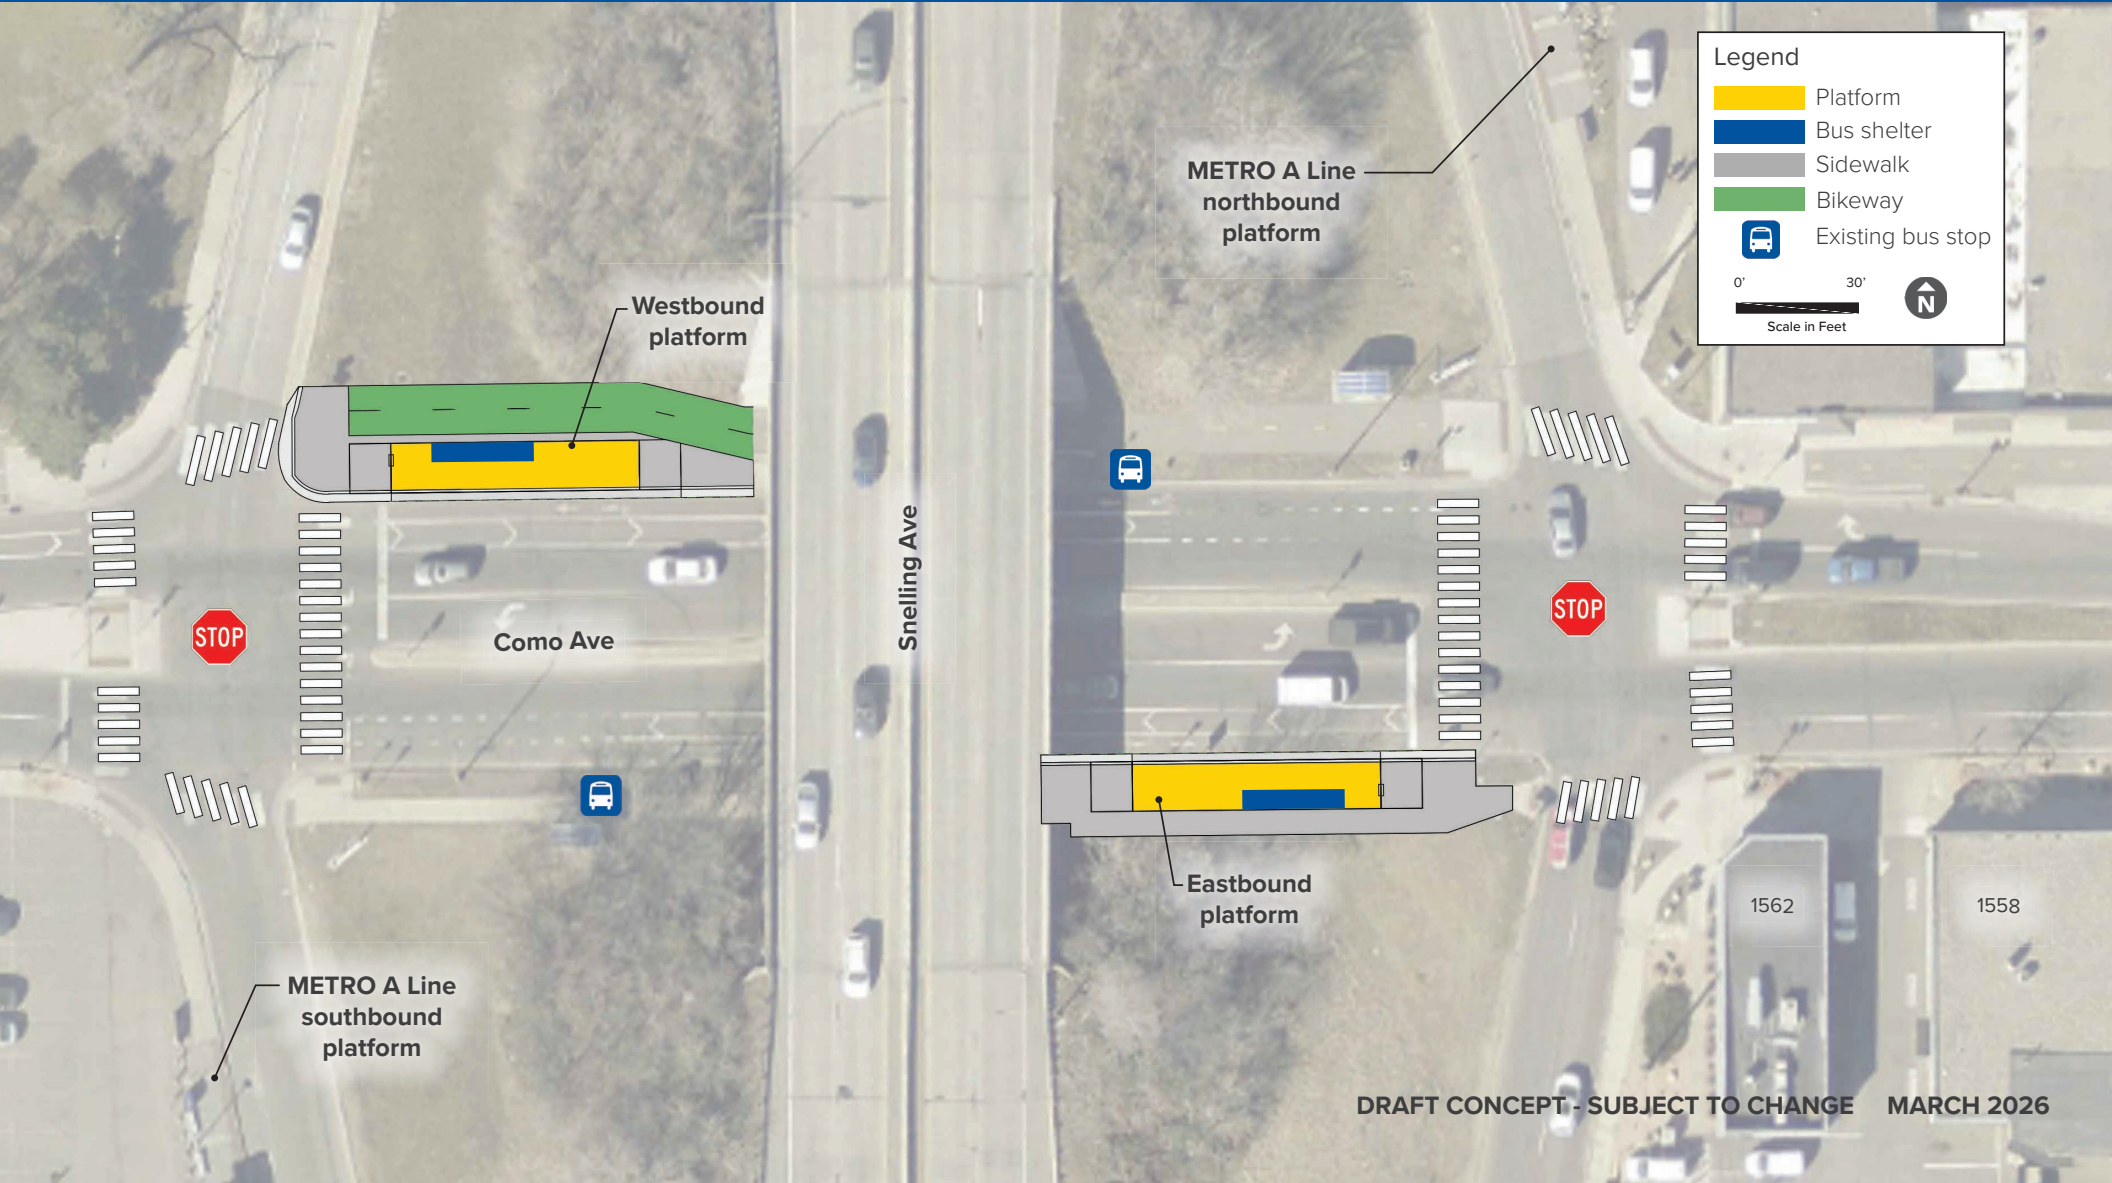 Legend
Platform
Bus shelter
Sidewalk
Bikeway
Existing bus stop
0'
30'
Scale in Feet
N
METRO A Line
northbound
platform
Westbound
platform
Snelling Ave
Como Ave
STOP
STOP
Eastbound
platform
1562
1558
METRO A Line
southbound
platform
DRAFT CONCEPT - SUBJECT TO CHANGE MARCH 2026